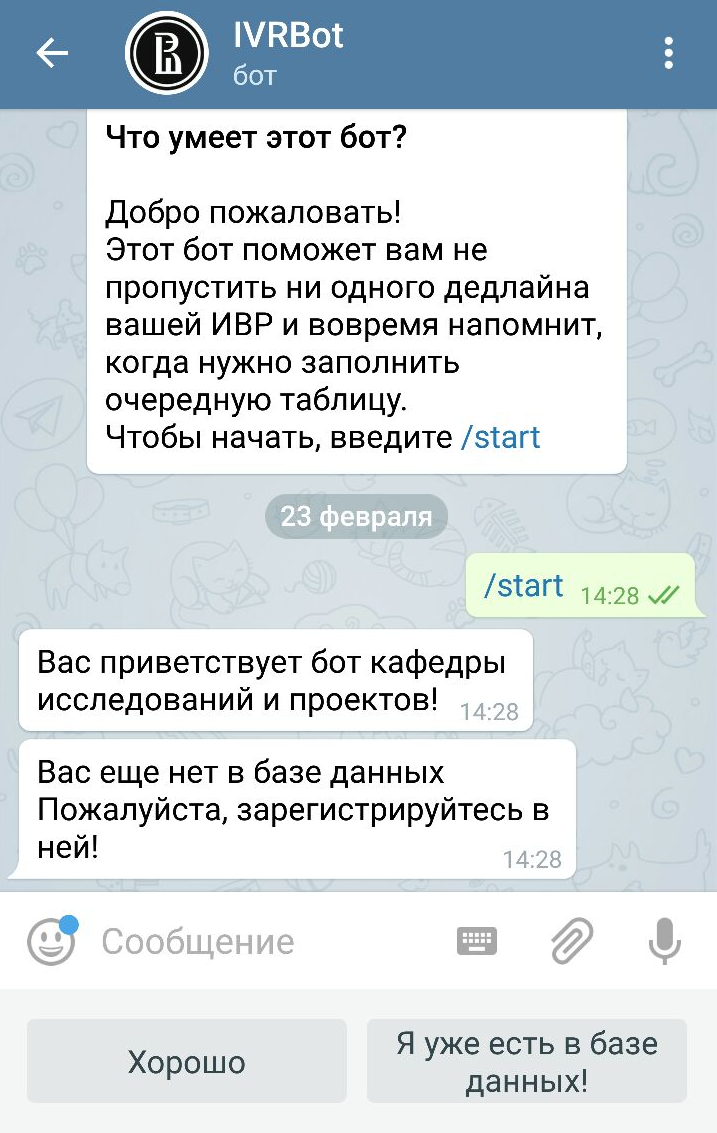 IVRBot
бот
Что умеет этот бот?
Добро пожаловать!
Этот бот поможет вам не
пропустить ни одного дедлайна
вашей ИВР и вовремя напомнит,
когда нужно заполнить
очередную таблицу.
Чтобы начать, введите /start
23 февраля
/start 14:28
Вас приветствует бот кафедры
исследований и проектов! 14:28
Вас еще нет в базе данных
Пожалуйста, зарегистрируйтесь в
ней! 14:28
Сообщение
Хорошо
Я уже есть в базе
данных!